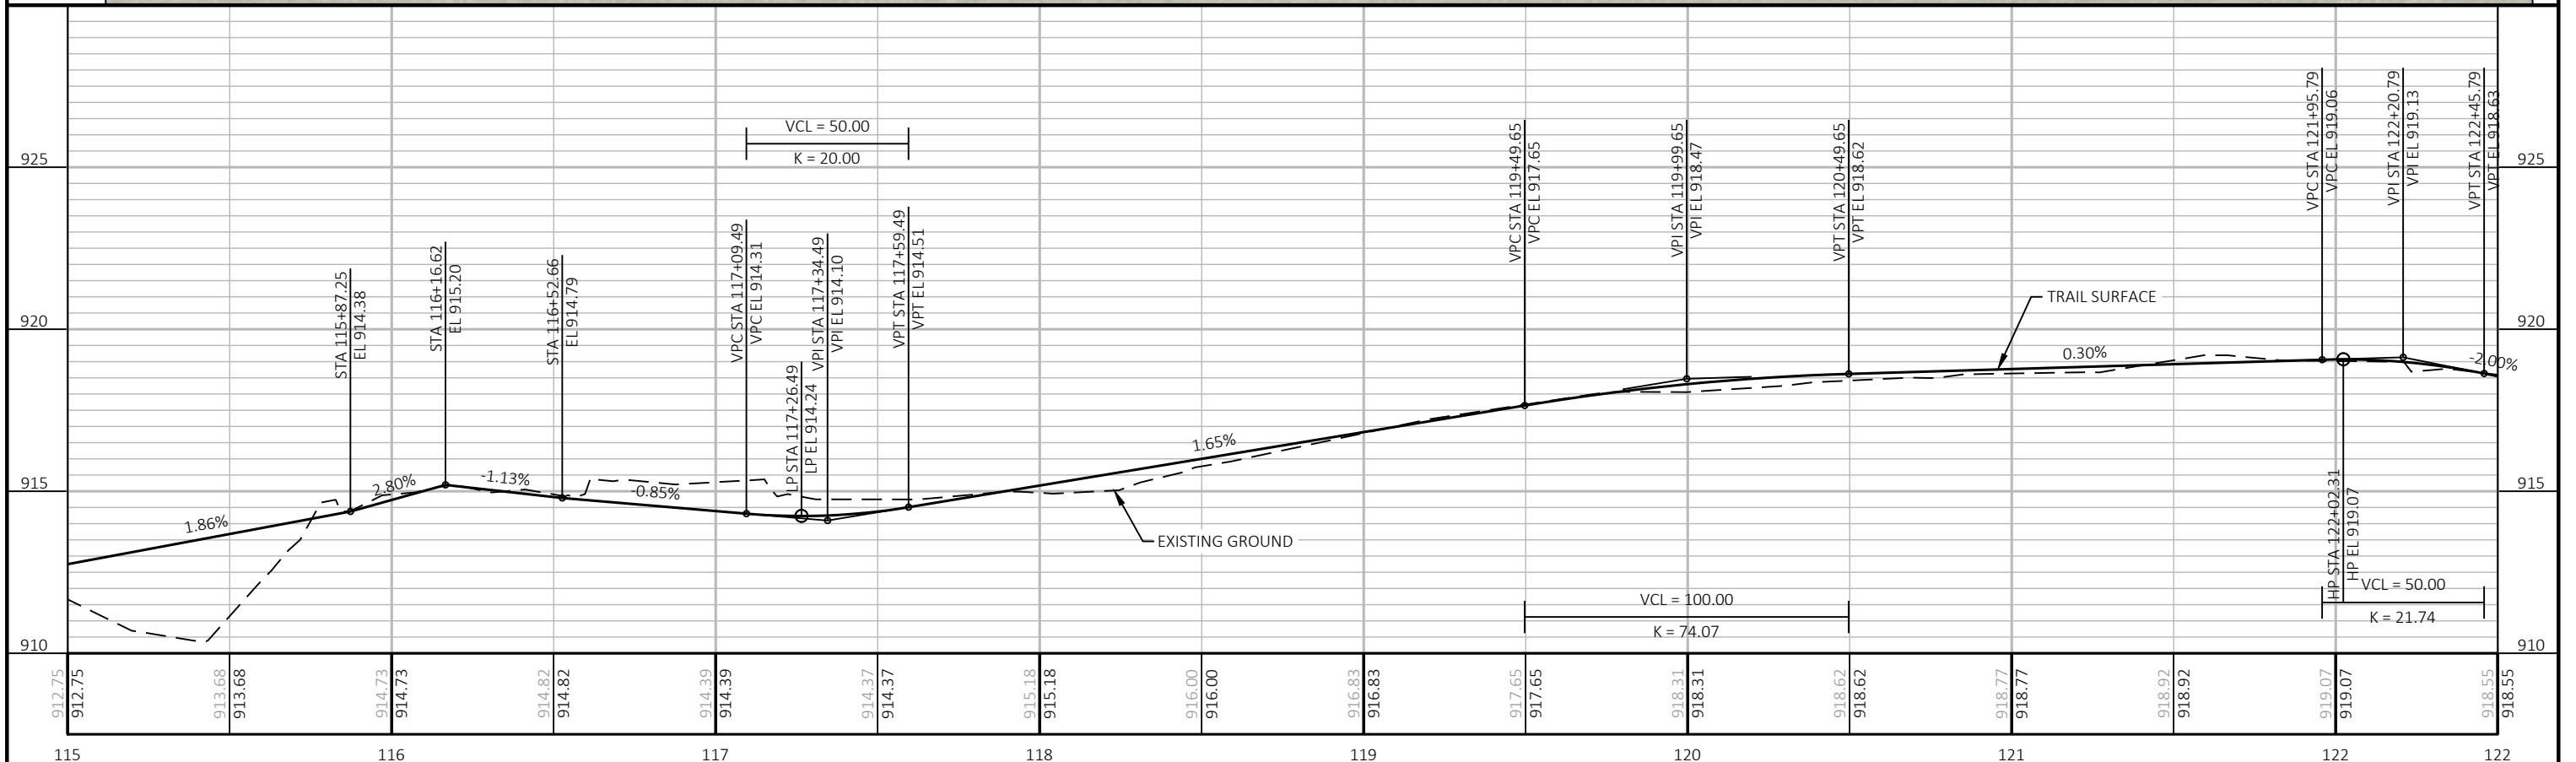 925
920
915
910
925
920
915
910
1.86%
STA 115+87.25
EL 914.38
2.80%
STA 116+16.62
EL 915.20
-1.13%
STA 116+52.66
EL 914.79
-0.85%
VCL = 50.00
K = 20.00
VPC STA 117+09.49
VPC EL 914.31
LP STA 117+26.49
LP EL 914.24
VPI STA 117+34.49
VPI EL 914.10
VPT STA 117+59.49
VPT EL 914.51
EXISTING GROUND
1.65%
VPC STA 119+49.65
VPC EL 917.65
VPI STA 119+99.65
VPI EL 918.47
VPT STA 120+49.65
VPT EL 918.62
VCL = 100.00
K = 74.07
TRAIL SURFACE
0.30%
VPC STA 121+95.79
VPC EL 919.06
VPI STA 122+20.79
VPI EL 919.13
VPT STA 122+45.79
VPT EL 918.63
-2.00%
HP STA 122+02.31
HP EL 919.07
VCL = 50.00
K = 21.74
912.75 912.75
913.68 913.68
914.73 914.73
914.82 914.82
914.39 914.39
914.37 914.37
915.18 915.18
916.00 916.00
916.83 916.83
917.65 917.65
918.31 918.31
918.62 918.62
918.77 918.77
918.92 918.92
919.07 919.07
918.55 918.55
115 116 117 118 119 120 121 122 122